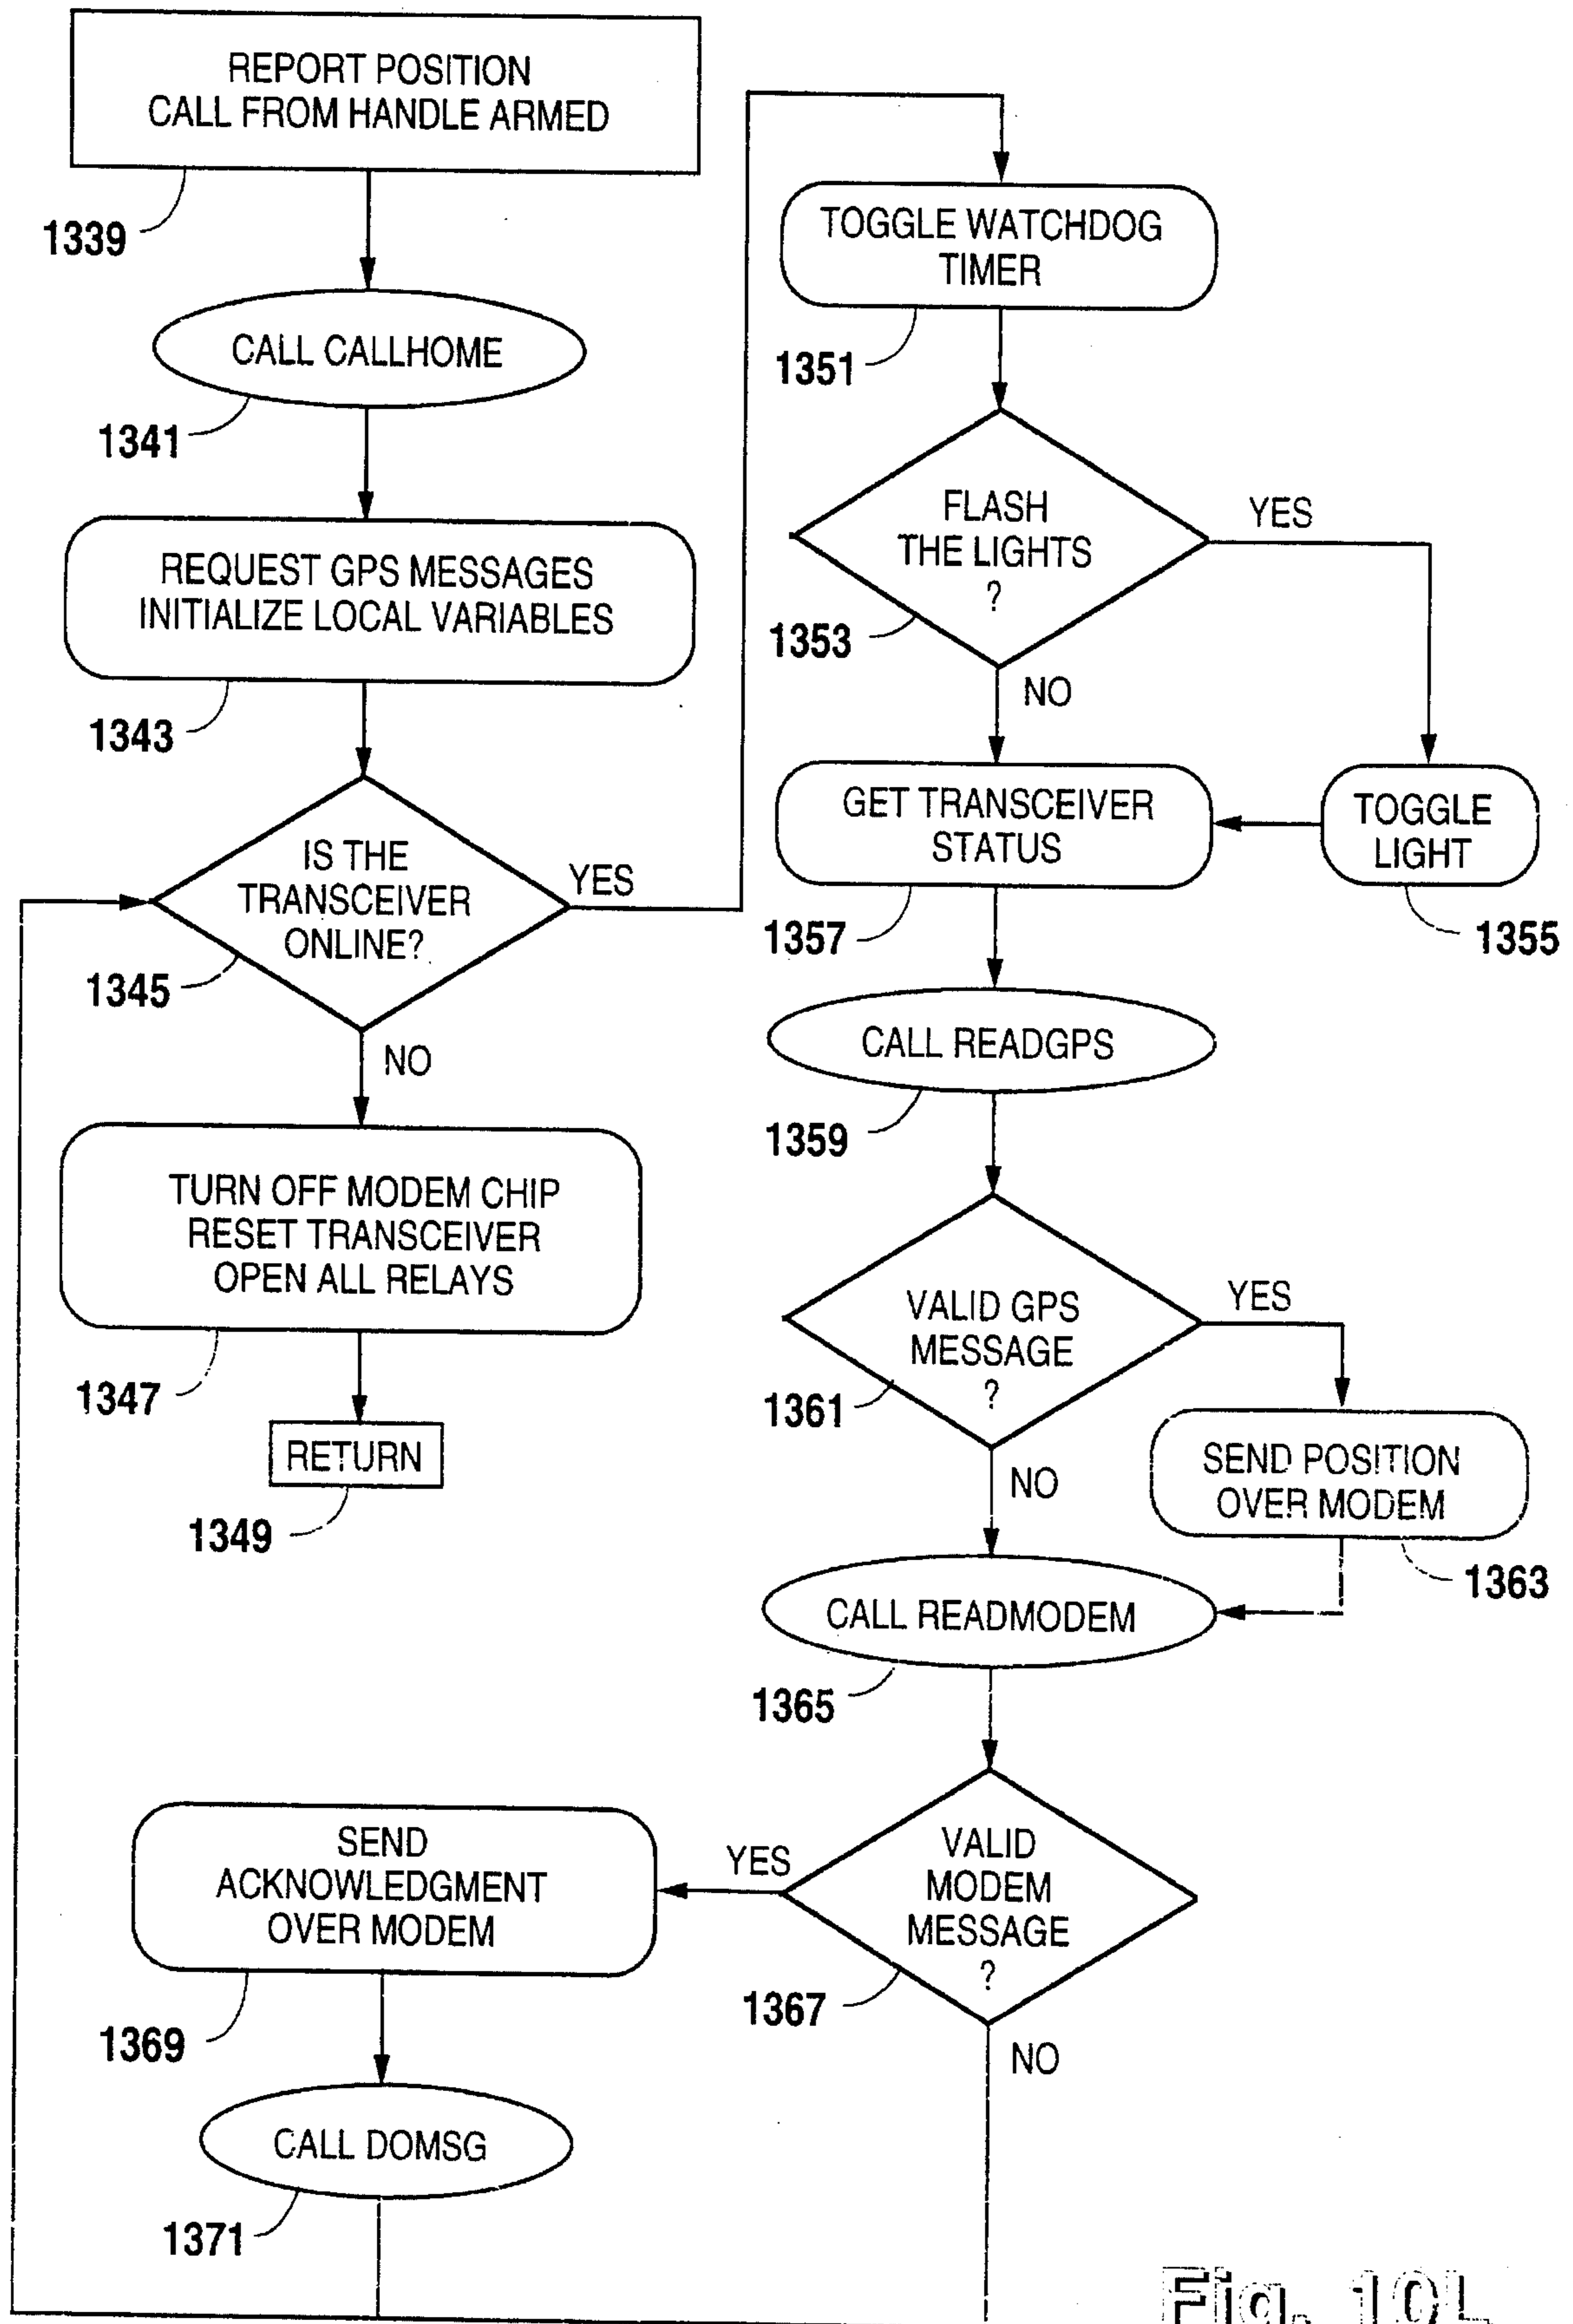 REPORT POSITION
CALL FROM HANDLE ARMED
1339
CALL CALLHOME
1341
REQUEST GPS MESSAGES
INITIALIZE LOCAL VARIABLES
1343
IS THE
TRANSCEIVER
ONLINE?
YES
1345
NO
TURN OFF MODEM CHIP
RESET TRANSCEIVER
OPEN ALL RELAYS
1347
RETURN
1349
TOGGLE WATCHDOG
TIMER
1351
FLASH
THE LIGHTS
?
YES
1353
NO
GET TRANSCEIVER
STATUS
1357
TOGGLE
LIGHT
1355
CALL READGPS
1359
VALID GPS
MESSAGE
?
YES
1361
NO
SEND POSITION
OVER MODEM
1363
CALL READMODEM
1365
VALID
MODEM
MESSAGE
?
YES
1367
NO
SEND
ACKNOWLEDGMENT
OVER MODEM
1369
CALL DOMSG
1371
Fig. 10L